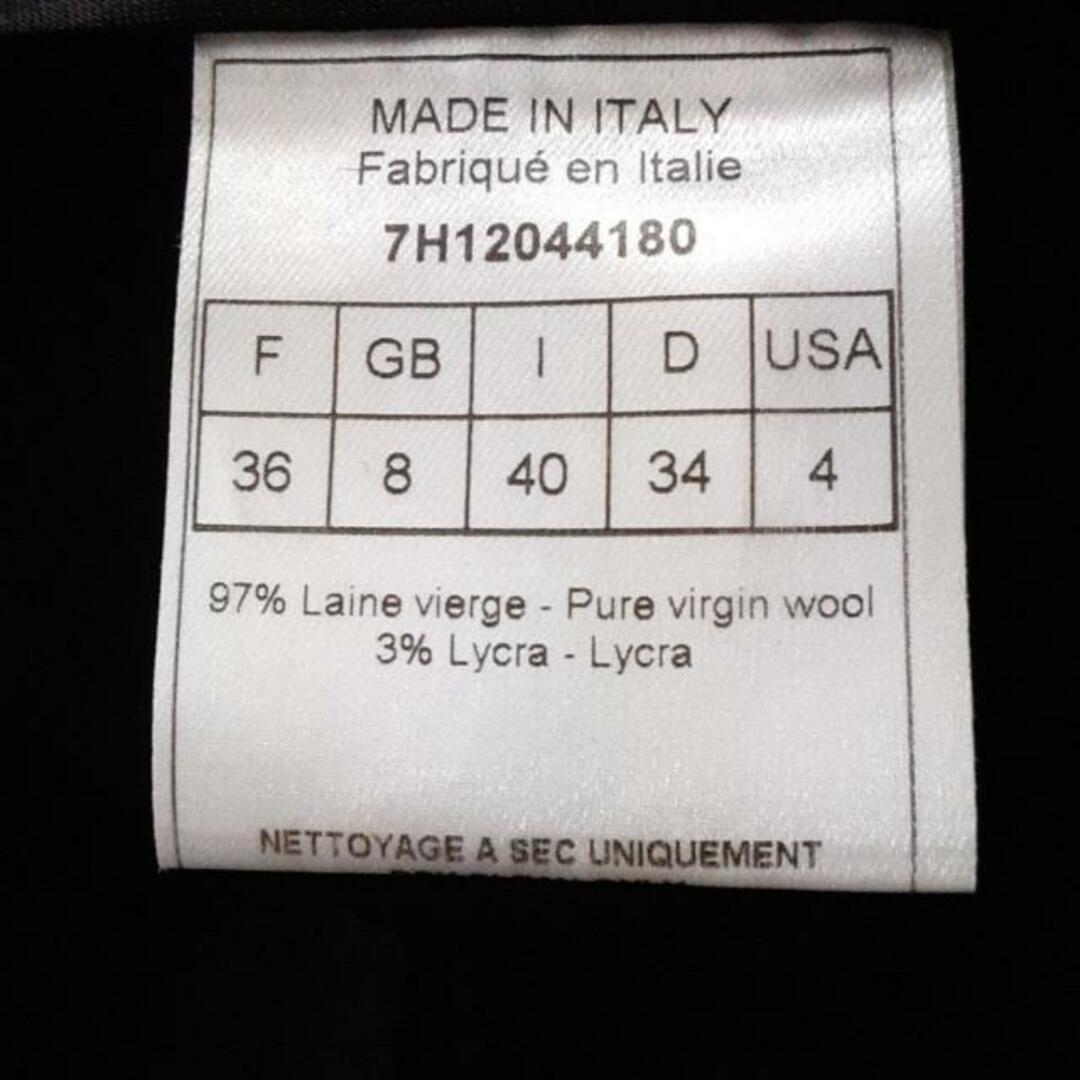 MADE IN ITALY
Fabriqué en Italie
7H12044180
F GB I D USA
36 8 40 34 4
97% Laine vierge - Pure virgin wool
3% Lycra - Lycra
NETTOYAGE A SEC UNIQUEMENT